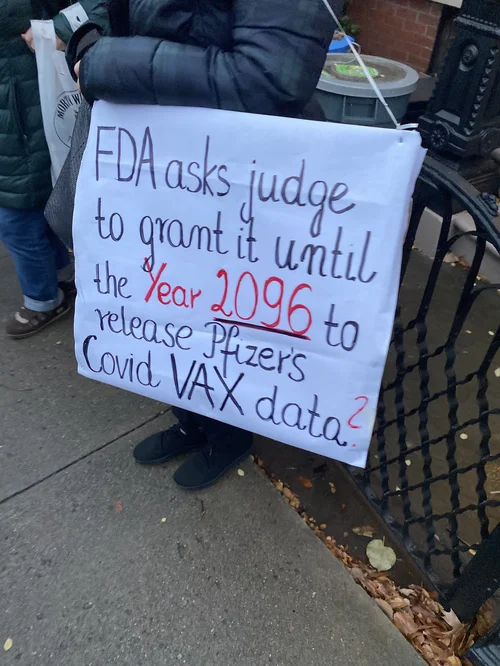 FDA asks judge
to grant it until
the Year 2096 to
release Pfizer's
Covid VAX data?